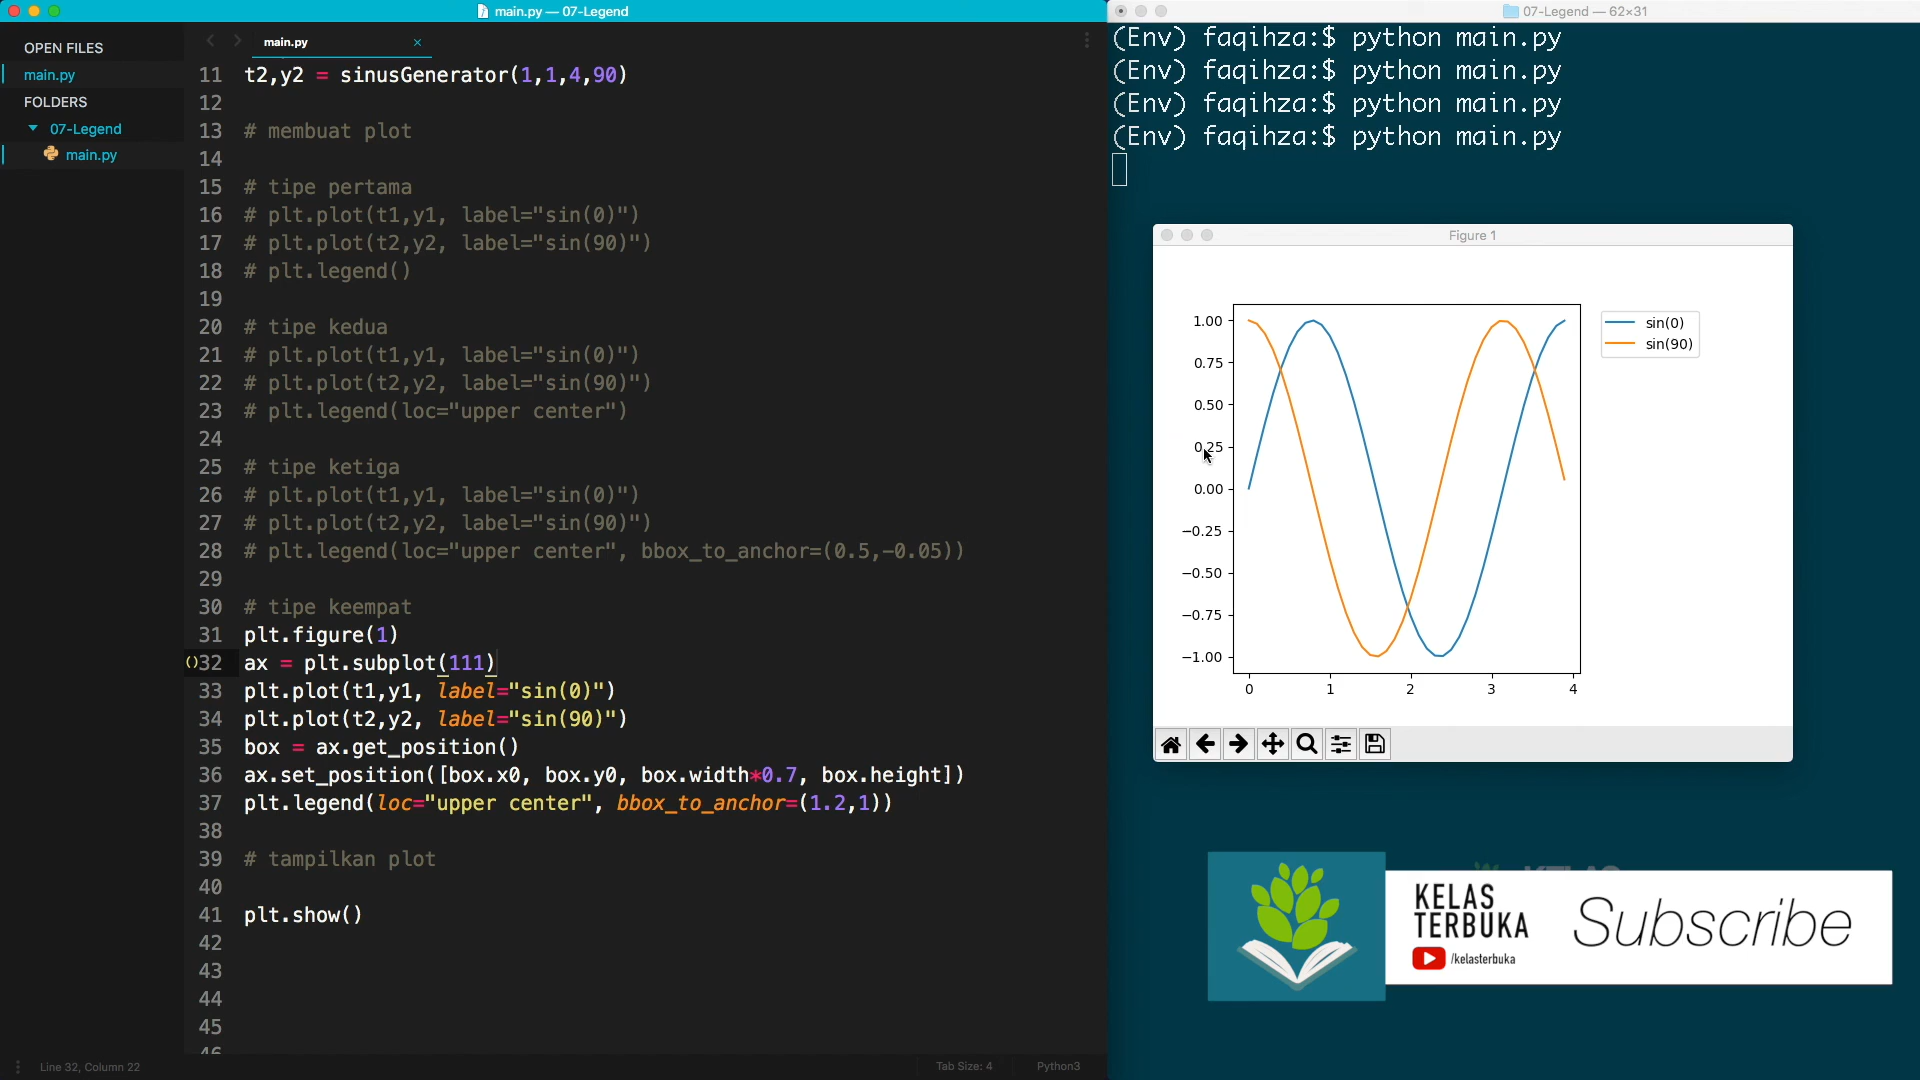 main.py — 07-Legend
OPEN FILES
main.py
FOLDERS
07-Legend
main.py
main.py ×
11 t2,y2 = sinusGenerator(1,1,4,90)
12
13 # membuat plot
14
15 # tipe pertama
16 # plt.plot(t1,y1, label="sin(0)")
17 # plt.plot(t2,y2, label="sin(90)")
18 # plt.legend()
19
20 # tipe kedua
21 # plt.plot(t1,y1, label="sin(0)")
22 # plt.plot(t2,y2, label="sin(90)")
23 # plt.legend(loc="upper center")
24
25 # tipe ketiga
26 # plt.plot(t1,y1, label="sin(0)")
27 # plt.plot(t2,y2, label="sin(90)")
28 # plt.legend(loc="upper center", bbox_to_anchor=(0.5,-0.05))
29
30 # tipe keempat
31 plt.figure(1)
()32 ax = plt.subplot(111)
33 plt.plot(t1,y1, label="sin(0)")
34 plt.plot(t2,y2, label="sin(90)")
35 box = ax.get_position()
36 ax.set_position([box.x0, box.y0, box.width*0.7, box.height])
37 plt.legend(loc="upper center", bbox_to_anchor=(1.2,1))
38
39 # tampilkan plot
40
41 plt.show()
42
43
44
45
46
Line 32, Column 22
Tab Size: 4
Python3
07-Legend — 62×31
(Env) faqihza:$ python main.py
(Env) faqihza:$ python main.py
(Env) faqihza:$ python main.py
(Env) faqihza:$ python main.py
Figure 1
1.00
0.75
0.50
0.25
0.00
−0.25
−0.50
−0.75
−1.00
0 1 2 3 4
sin(0)
sin(90)
KELAS
TERBUKA
/kelasterbuka
Subscribe